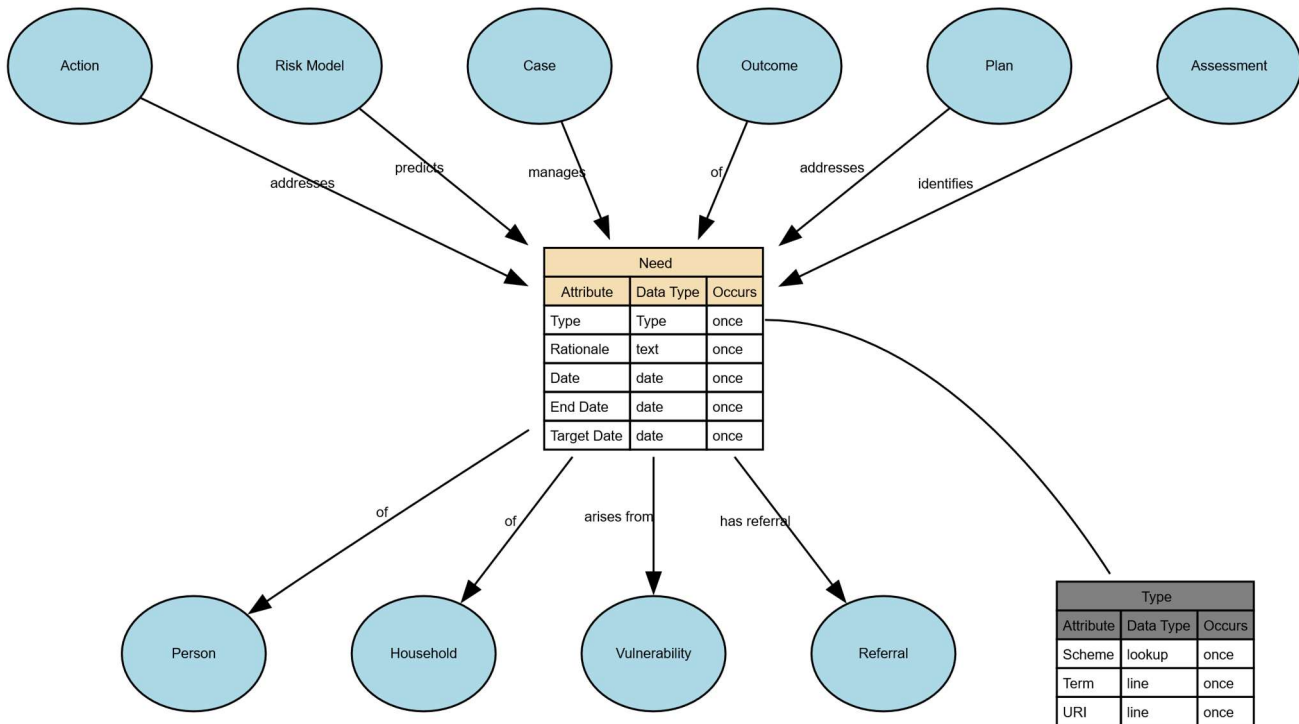 Action
Risk Model
Case
Outcome
Plan
Assessment
addresses
predicts
manages
of
addresses
identifies
Need
Attribute Data Type Occurs
Type Type once
Rationale text once
Date date once
End Date date once
Target Date date once
of
of
arises from
has referral
Person
Household
Vulnerability
Referral
Type
Attribute Data Type Occurs
Scheme lookup once
Term line once
URI line once